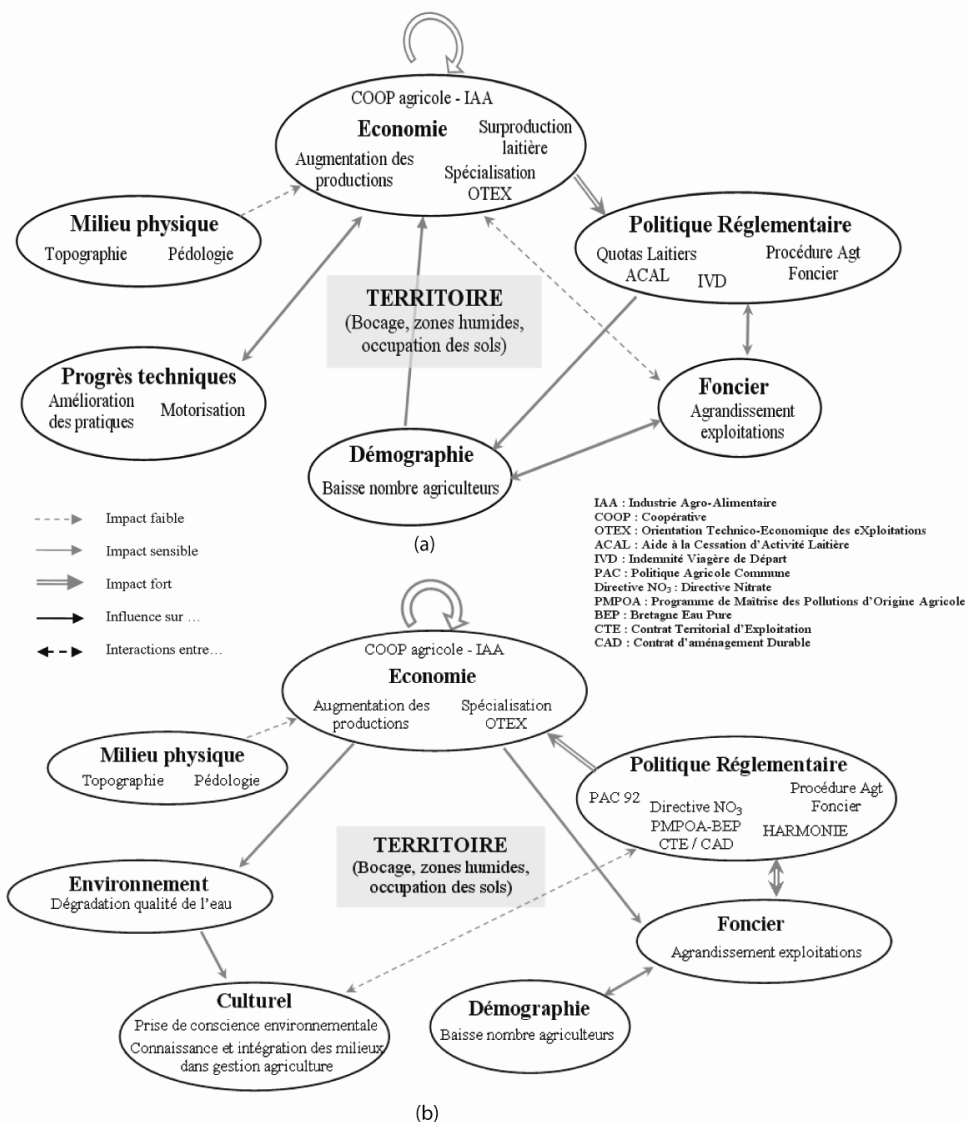 COOP agricole - IAA
Economie
Surproduction
laitière
Augmentation des
productions
Spécialisation
OTEX
Milieu physique
Topographie Pédologie
Politique Réglementaire
Quotas Laitiers
ACAL
IVD
Procédure Agt
Foncier
TERRITOIRE
(Bocage, zones humides,
occupation des sols)
Progrès techniques
Amélioration
des pratiques
Motorisation
Foncier
Agrandissement
exploitations
Démographie
Baisse nombre agriculteurs
Impact faible
Impact sensible
Impact fort
Influence sur ...
Interactions entre...
(a)
IAA : Industrie Agro-Alimentaire
COOP : Coopérative
OTEX : Orientation Technico-Economique des eXploitations
ACAL : Aide à la Cessation d'Activité Laitière
IVD : Indemnité Viagère de Départ
PAC : Politique Agricole Commune
Directive NO3 : Directive Nitrate
PMPOA : Programme de Maîtrise des Pollutions d'Origine Agricole
BEP : Bretagne Eau Pure
CTE : Contrat Territorial d'Exploitation
CAD : Contrat d'aménagement Durable
COOP agricole - IAA
Economie
Augmentation des
productions
Spécialisation
OTEX
Milieu physique
Topographie Pédologie
Politique Réglementaire
PAC 92
Directive NO3
PMPOA-BEP
CTE / CAD
Procédure Agt
Foncier
HARMONIE
TERRITOIRE
(Bocage, zones humides,
occupation des sols)
Environnement
Dégradation qualité de l'eau
Foncier
Agrandissement exploitations
Culturel
Prise de conscience environnementale
Connaissance et intégration des milieux
dans gestion agriculture
Démographie
Baisse nombre agriculteurs
(b)